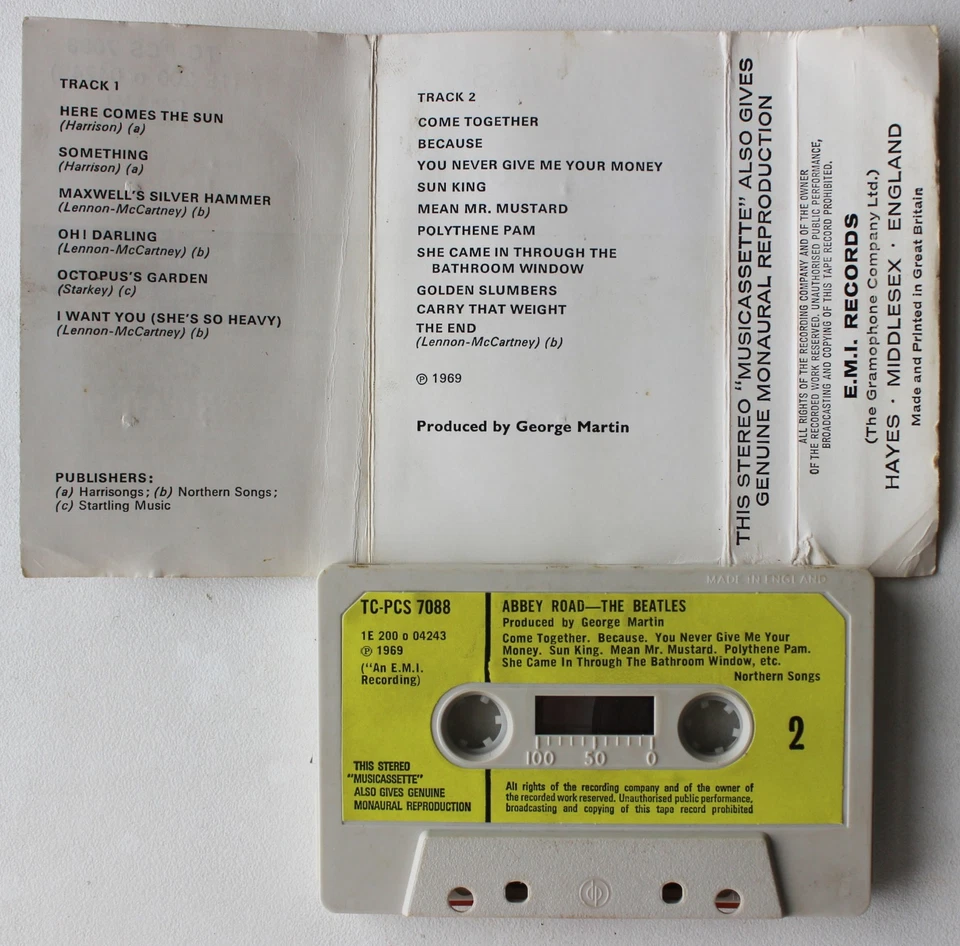 TRACK 1
HERE COMES THE SUN
(Harrison) (a)
SOMETHING
(Harrison) (a)
MAXWELL'S SILVER HAMMER
(Lennon-McCartney) (b)
OH! DARLING
(Lennon-McCartney) (b)
OCTOPUS'S GARDEN
(Starkey) (c)
I WANT YOU (SHE'S SO HEAVY)
(Lennon-McCartney) (b)
PUBLISHERS:
(a) Harrisongs; (b) Northern Songs;
(c) Startling Music
TRACK 2
COME TOGETHER
BECAUSE
YOU NEVER GIVE ME YOUR MONEY
SUN KING
MEAN MR. MUSTARD
POLYTHENE PAM
SHE CAME IN THROUGH THE
BATHROOM WINDOW
GOLDEN SLUMBERS
CARRY THAT WEIGHT
THE END
(Lennon-McCartney) (b)
℗ 1969
Produced by George Martin
THIS STEREO "MUSICASSETTE" ALSO GIVES
GENUINE MONAURAL REPRODUCTION
ALL RIGHTS OF THE RECORDING COMPANY AND OF THE OWNER
OF THE RECORDED WORK RESERVED. UNAUTHORISED PUBLIC PERFORMANCE,
BROADCASTING AND COPYING OF THIS TAPE RECORD PROHIBITED.
E.M.I. RECORDS
(The Gramophone Company Ltd.)
HAYES · MIDDLESEX · ENGLAND
Made and Printed in Great Britain
MADE IN ENGLAND
TC-PCS 7088
1E 200 o 04243
℗ 1969
("An E.M.I.
Recording)
THIS STEREO
"MUSICASSETTE"
ALSO GIVES GENUINE
MONAURAL REPRODUCTION
ABBEY ROAD—THE BEATLES
Produced by George Martin
Come Together. Because. You Never Give Me Your
Money. Sun King. Mean Mr. Mustard. Polythene Pam.
She Came In Through The Bathroom Window, etc.
Northern Songs
2
100 50 0
All rights of the recording company and of the owner of
the recorded work reserved. Unauthorised public performance,
broadcasting and copying of this tape record prohibited